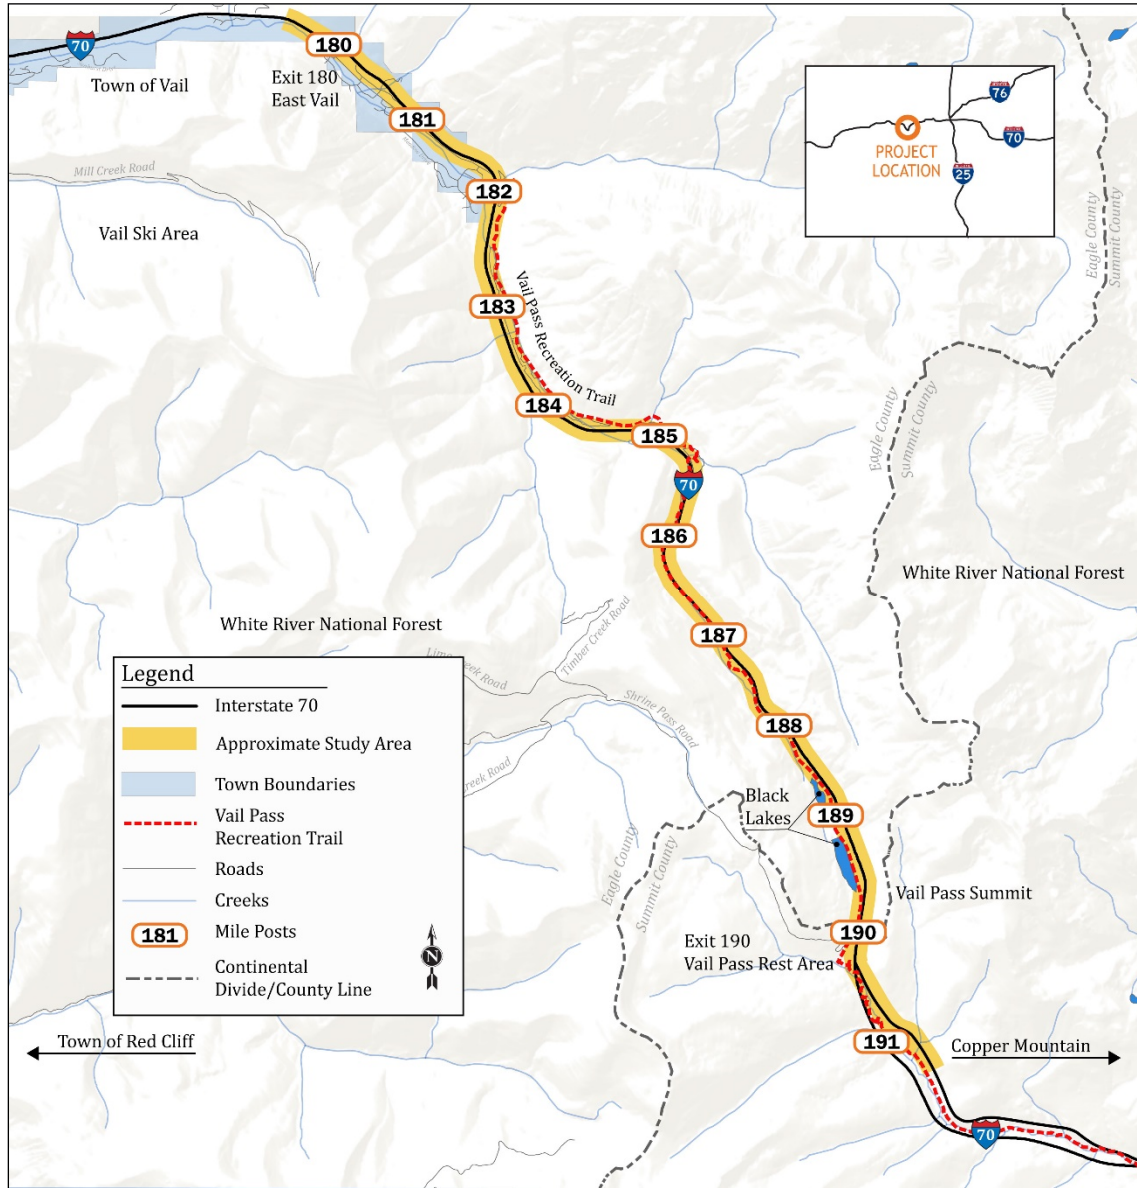 70
180
Town of Vail
Exit 180
East Vail
181
Mill Creek Road
182
Vail Ski Area
183
Vail Pass Recreation Trail
76
70
PROJECT
LOCATION
25
Eagle County
Summit County
184
185
70
186
Eagle County
Summit County
White River National Forest
White River National Forest
187
Timber Creek Road
Creek Road
Shrine Pass Road
188
Creek Road
Black
Lakes
189
Eagle County
Summit County
Vail Pass Summit
190
Exit 190
Vail Pass Rest Area
191
Copper Mountain
70
Legend
Interstate 70
Approximate Study Area
Town Boundaries
Vail Pass
Recreation Trail
Roads
Creeks
181
Mile Posts
N
Continental
Divide/County Line
Town of Red Cliff